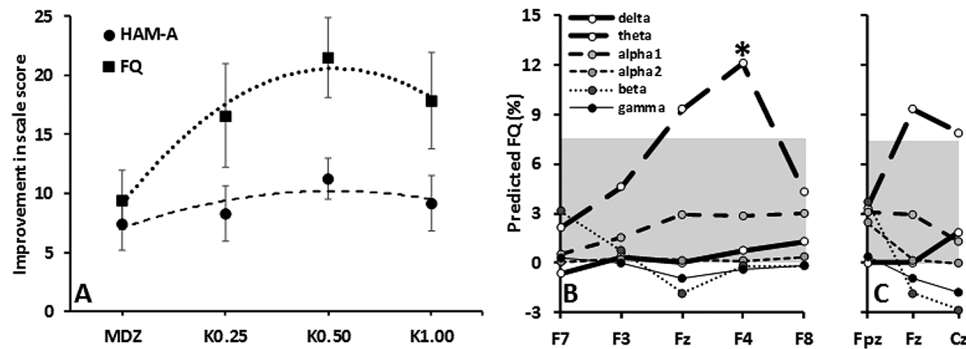 25
20
15
10
5
0
Improvement in scale score
HAM-A
FQ
A
MDZ K0.25 K0.50 K1.00
15
12
9
6
3
0
-3
Predicted FQ (%)
delta
theta
alpha1
alpha2
beta
gamma
*
B
F7 F3 Fz F4 F8
C
Fpz Fz Cz